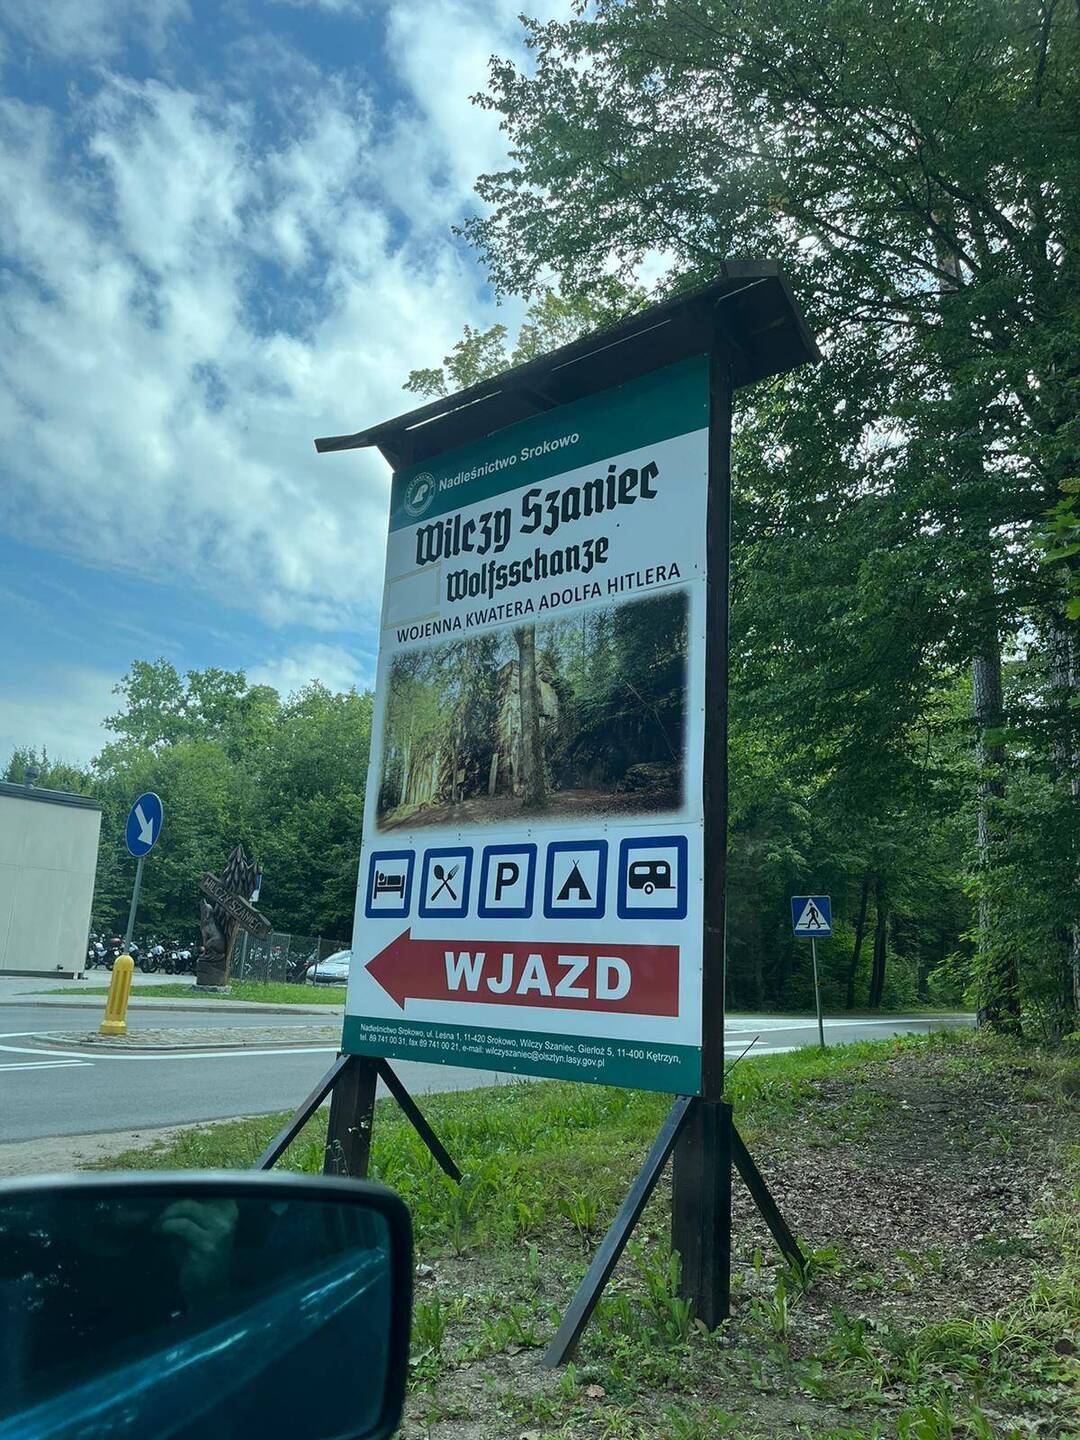 Nadleśnictwo Srokowo
Wilczy Szaniec
Wolfsschanze
WOJENNA KWATERA ADOLFA HITLERA
P
WJAZD
Nadleśnictwo Srokowo, ul. Leśna 1, 11-420 Srokowo, Wilczy Szaniec, Gierłoż 5, 11-400 Kętrzyn,
tel. 89 741 00 31, fax 89 741 00 21, e-mail: wilczyszaniec@olsztyn.lasy.gov.pl
WILCZY SZANIEC